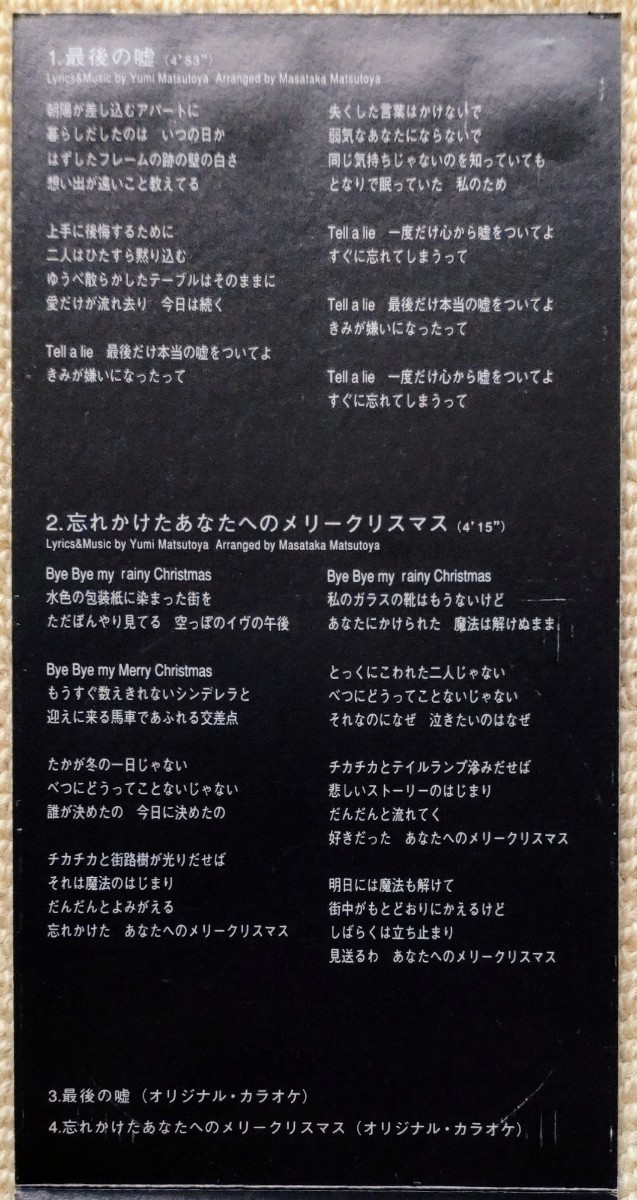 1.最後の嘘 (4'53")
Lyrics&Music by Yumi Matsutoya Arranged by Masataka Matsutoya
朝陽が差し込むアパートに
暮らしだしたのは　いつの日か
はずしたフレームの跡の壁の白さ
想い出が遠いこと教えてる
上手に後悔するために
二人はひたすら黙り込む
ゆうべ散らかしたテーブルはそのままに
愛だけが流れ去り　今日は続く
Tell a lie　最後だけ本当の嘘をついてよ
きみが嫌いになったって
失くした言葉はかけないで
弱気なあなたにならないで
同じ気持ちじゃないのを知っていても
となりで眠っていた　私のため
Tell a lie　一度だけ心から嘘をついてよ
すぐに忘れてしまうって
Tell a lie　最後だけ本当の嘘をついてよ
きみが嫌いになったって
Tell a lie　一度だけ心から嘘をついてよ
すぐに忘れてしまうって
2.忘れかけたあなたへのメリークリスマス (4'15")
Lyrics&Music by Yumi Matsutoya Arranged by Masataka Matsutoya
Bye Bye my rainy Christmas
水色の包装紙に染まった街を
ただぼんやり見てる　空っぽのイヴの午後
Bye Bye my Merry Christmas
もうすぐ数えきれないシンデレラと
迎えに来る馬車であふれる交差点
たかが冬の一日じゃない
べつにどうってことないじゃない
誰が決めたの　今日に決めたの
チカチカと街路樹が光りだせば
それは魔法のはじまり
だんだんとよみがえる
忘れかけた　あなたへのメリークリスマス
Bye Bye my rainy Christmas
私のガラスの靴はもうないけど
あなたにかけられた　魔法は解けぬまま
とっくにこわれた二人じゃない
べつにどうってことないじゃない
それなのになぜ　泣きたいのはなぜ
チカチカとテイルランプ滲みだせば
悲しいストーリーのはじまり
だんだんと流れてく
好きだった　あなたへのメリークリスマス
明日には魔法も解けて
街中がもとどおりにかえるけど
しばらくは立ち止まり
見送るわ　あなたへのメリークリスマス
3.最後の嘘 (オリジナル・カラオケ)
4.忘れかけたあなたへのメリークリスマス (オリジナル・カラオケ)